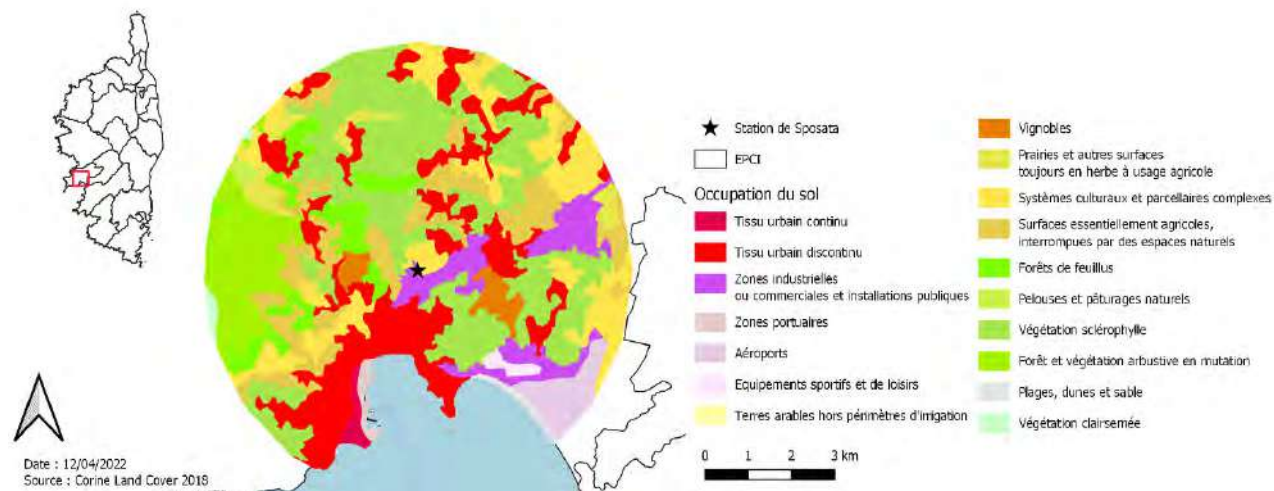 Station de Sposata
EPCI
Occupation du sol
Tissu urbain continu
Tissu urbain discontinu
Zones industrielles
ou commerciales et installations publiques
Zones portuaires
Aéroports
Equipements sportifs et de loisirs
Terres arables hors périmètres d'irrigation
Vignobles
Prairies et autres surfaces
toujours en herbe à usage agricole
Systèmes culturaux et parcellaires complexes
Surfaces essentiellement agricoles,
interrompues par des espaces naturels
Forêts de feuillus
Pelouses et pâturages naturels
Végétation sclérophylle
Forêt et végétation arbustive en mutation
Plages, dunes et sable
Végétation clairsemée
0 1 2 3 km
Date : 12/04/2022
Source : Corine Land Cover 2018